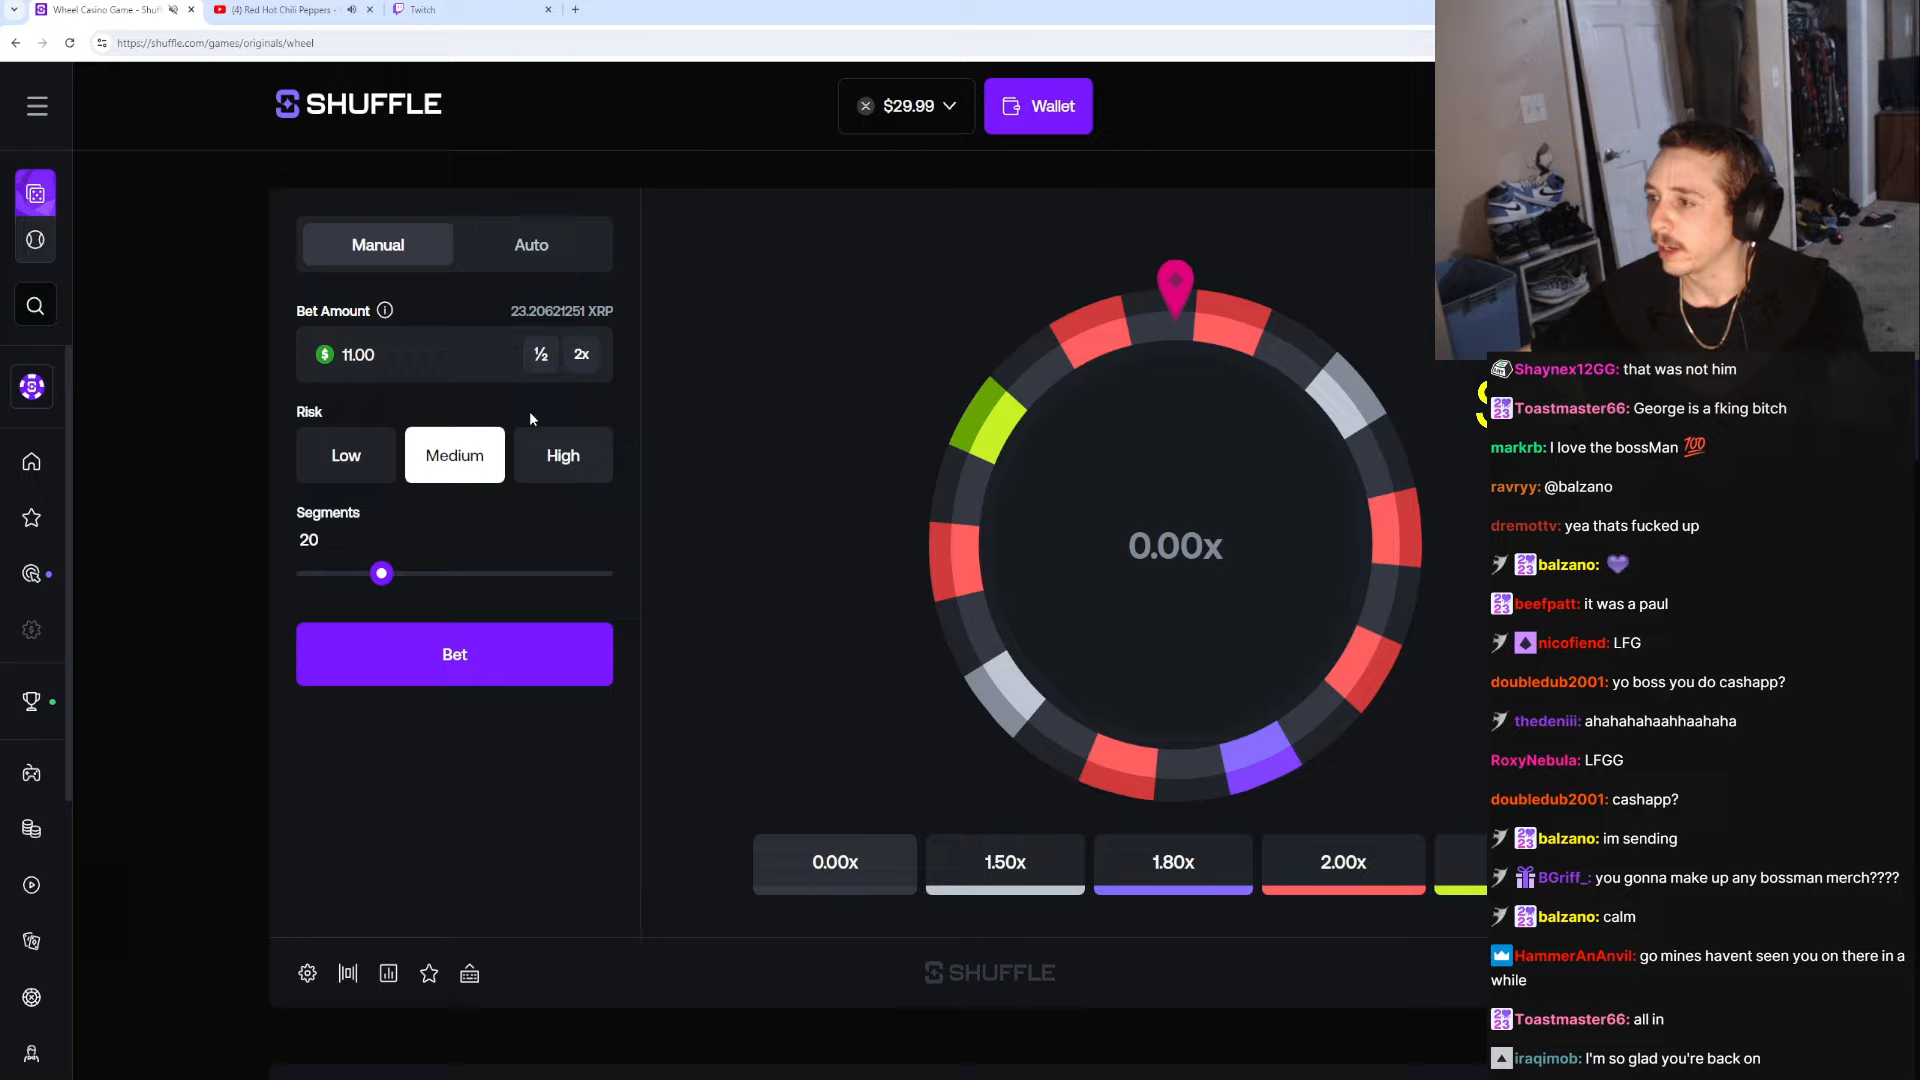 Wheel Casino Game - Shuf
(4) Red Hot Chili Peppers -
Twitch
https://shuffle.com/games/originals/wheel
SHUFFLE
$29.99
Wallet
Manual
Auto
Bet Amount
23.20621251 XRP
11.00
½
2x
Risk
Low
Medium
High
Segments
20
Bet
0.00x
0.00x
1.50x
1.80x
2.00x
SHUFFLE
Shaynex12GG: that was not him
Toastmaster66: George is a fking bitch
markrb: I love the bossMan 💯
ravryy: @balzano
dremottv: yea thats fucked up
balzano: 💜
beefpatt: it was a paul
nicofiend: LFG
doubledub2001: yo boss you do cashapp?
thedeniii: ahahahahaahhaahaha
RoxyNebula: LFGG
doubledub2001: cashapp?
balzano: im sending
BGriff_: you gonna make up any bossman merch????
balzano: calm
HammerAnAnvil: go mines havent seen you on there in a
while
Toastmaster66: all in
iraqimob: I'm so glad you're back on